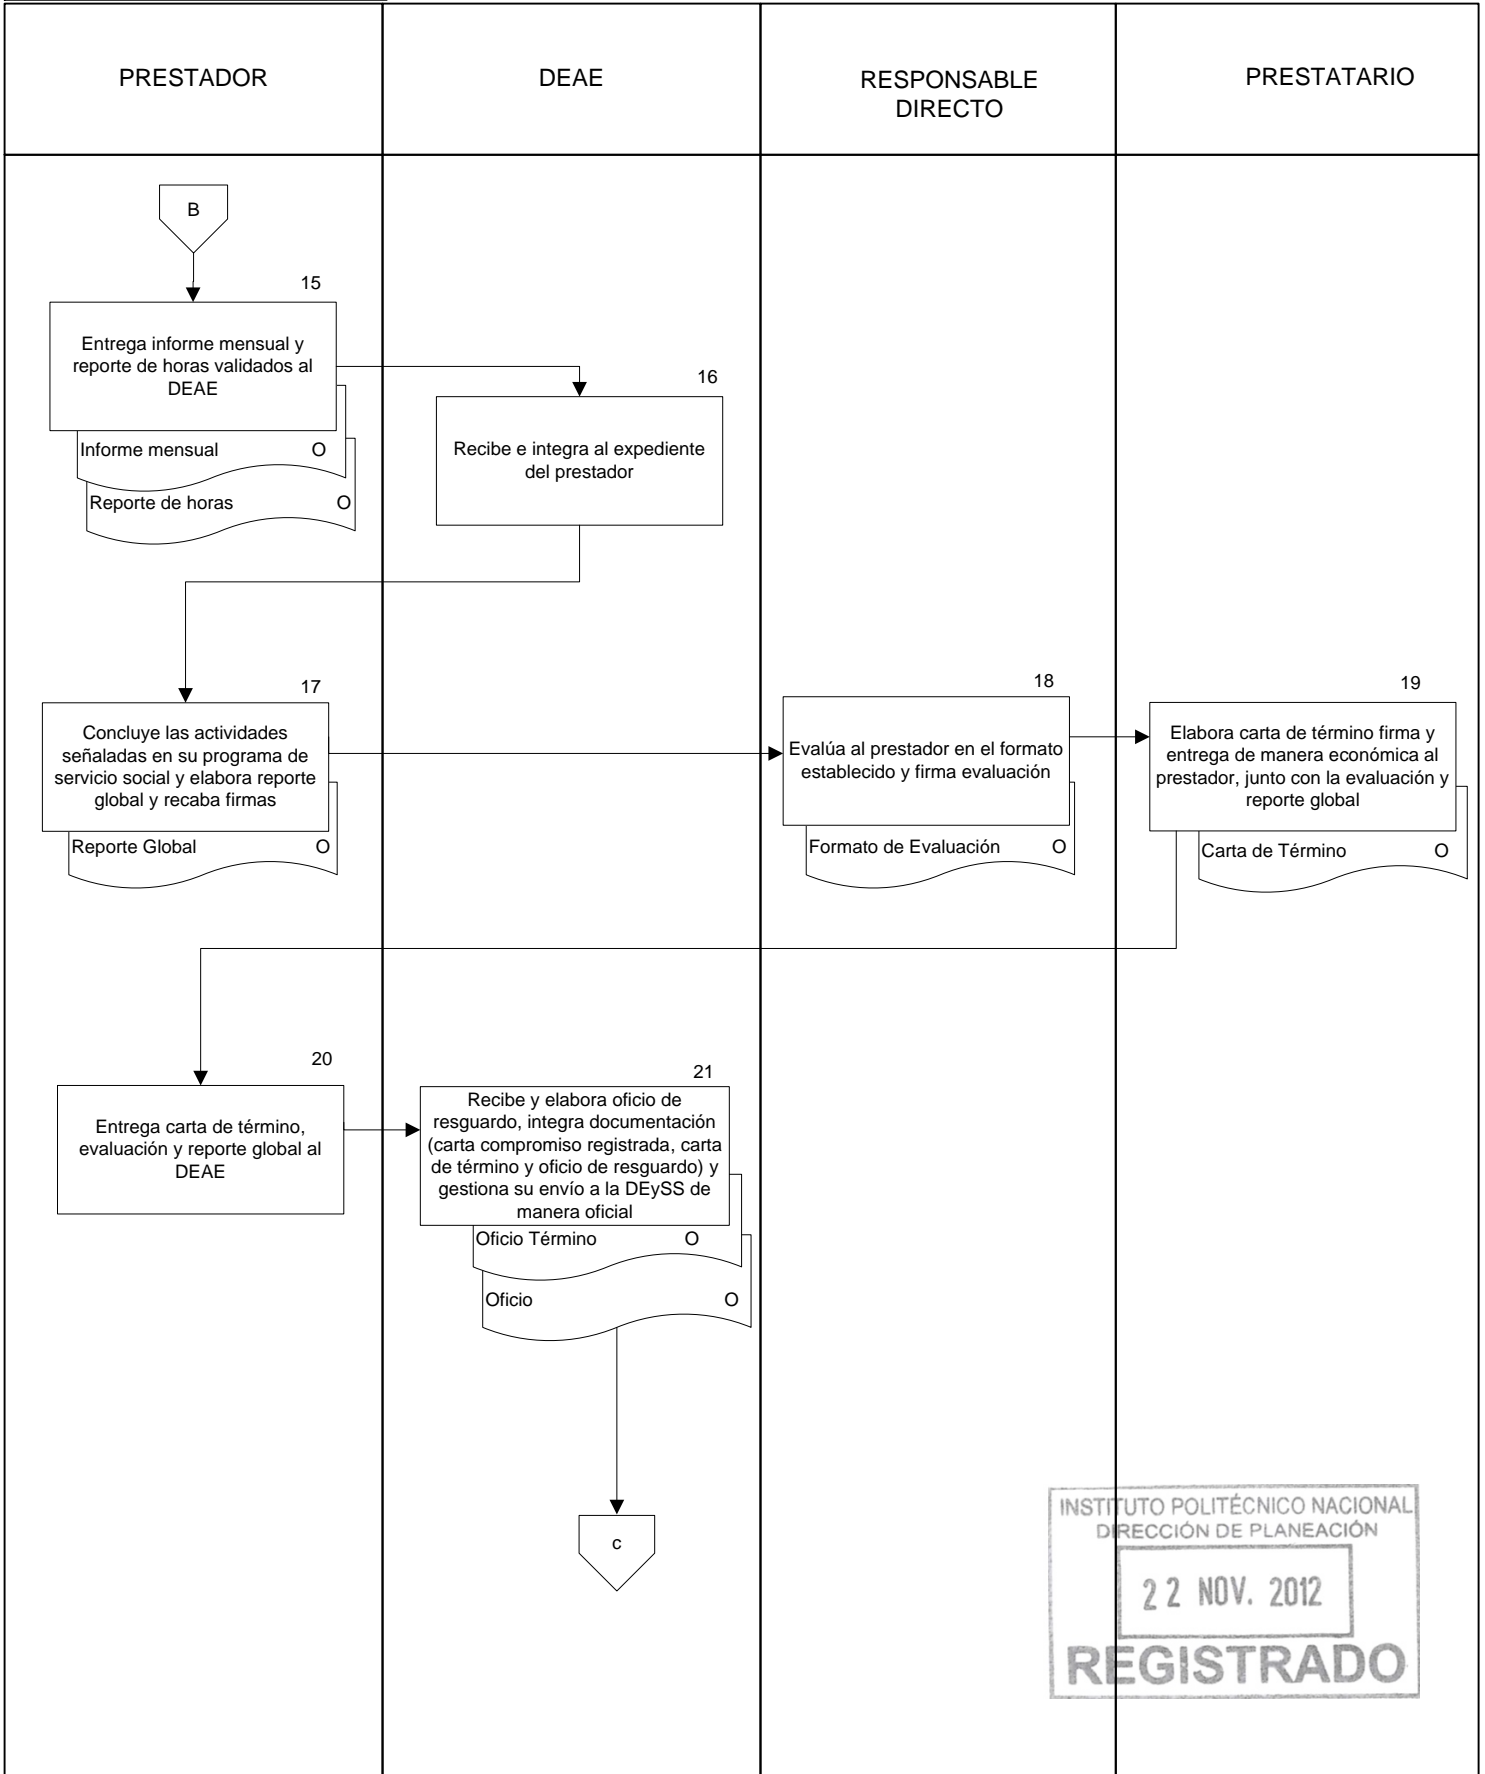 PRESTADOR
DEAE
RESPONSABLE
DIRECTO
PRESTATARIO
B
15
Entrega informe mensual y
reporte de horas validados al
DEAE
Informe mensual O
Reporte de horas O
16
Recibe e integra al expediente
del prestador
17
Concluye las actividades
señaladas en su programa de
servicio social y elabora reporte
global y recaba firmas
Reporte Global O
18
Evalúa al prestador en el formato
establecido y firma evaluación
Formato de Evaluación O
19
Elabora carta de término firma y
entrega de manera económica al
prestador, junto con la evaluación y
reporte global
Carta de Término O
20
Entrega carta de término,
evaluación y reporte global al
DEAE
21
Recibe y elabora oficio de
resguardo, integra documentación
(carta compromiso registrada, carta
de término y oficio de resguardo) y
gestiona su envío a la DEySS de
manera oficial
Oficio Término O
Oficio O
c
INSTITUTO POLITÉCNICO NACIONAL
DIRECCIÓN DE PLANEACIÓN
22 NOV. 2012
REGISTRADO